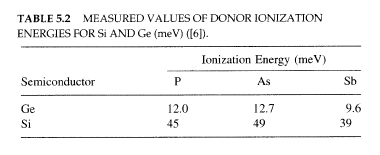 TABLE 5.2 MEASURED VALUES OF DONOR IONIZATION
ENERGIES FOR Si AND Ge (meV) ([6]).
Ionization Energy (meV)
Semiconductor P As Sb
Ge 12.0 12.7 9.6
Si 45 49 39